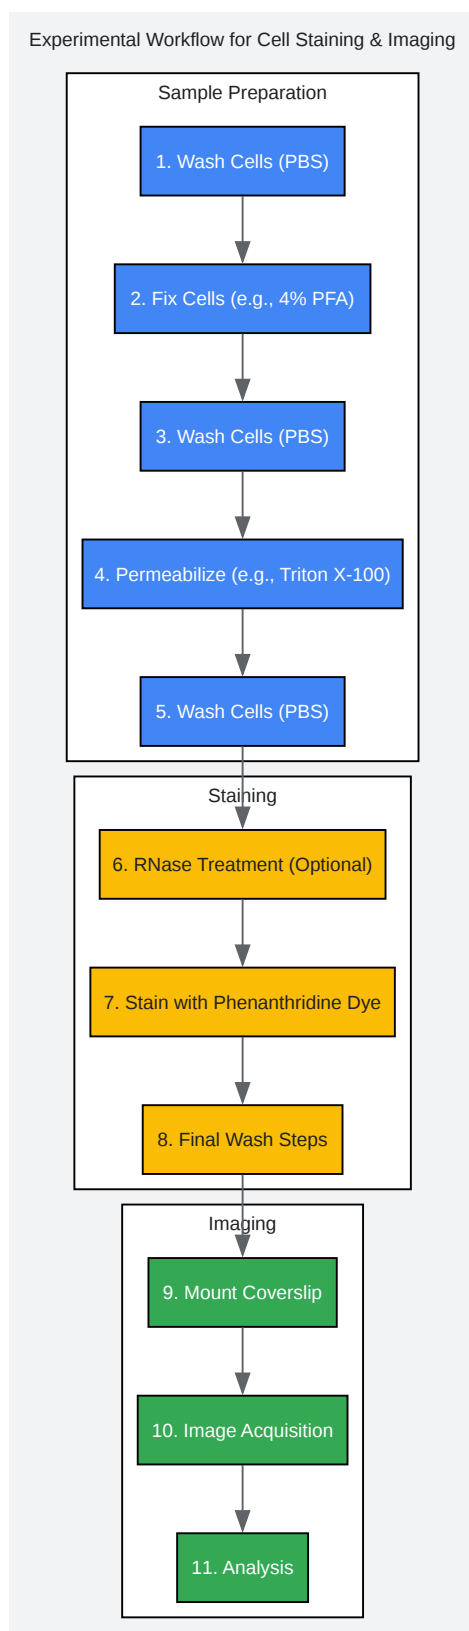 Experimental Workflow for Cell Staining & Imaging
Sample Preparation
1. Wash Cells (PBS)
2. Fix Cells (e.g., 4% PFA)
3. Wash Cells (PBS)
4. Permeabilize (e.g., Triton X-100)
5. Wash Cells (PBS)
Staining
6. RNase Treatment (Optional)
7. Stain with Phenanthridine Dye
8. Final Wash Steps
Imaging
9. Mount Coverslip
10. Image Acquisition
11. Analysis